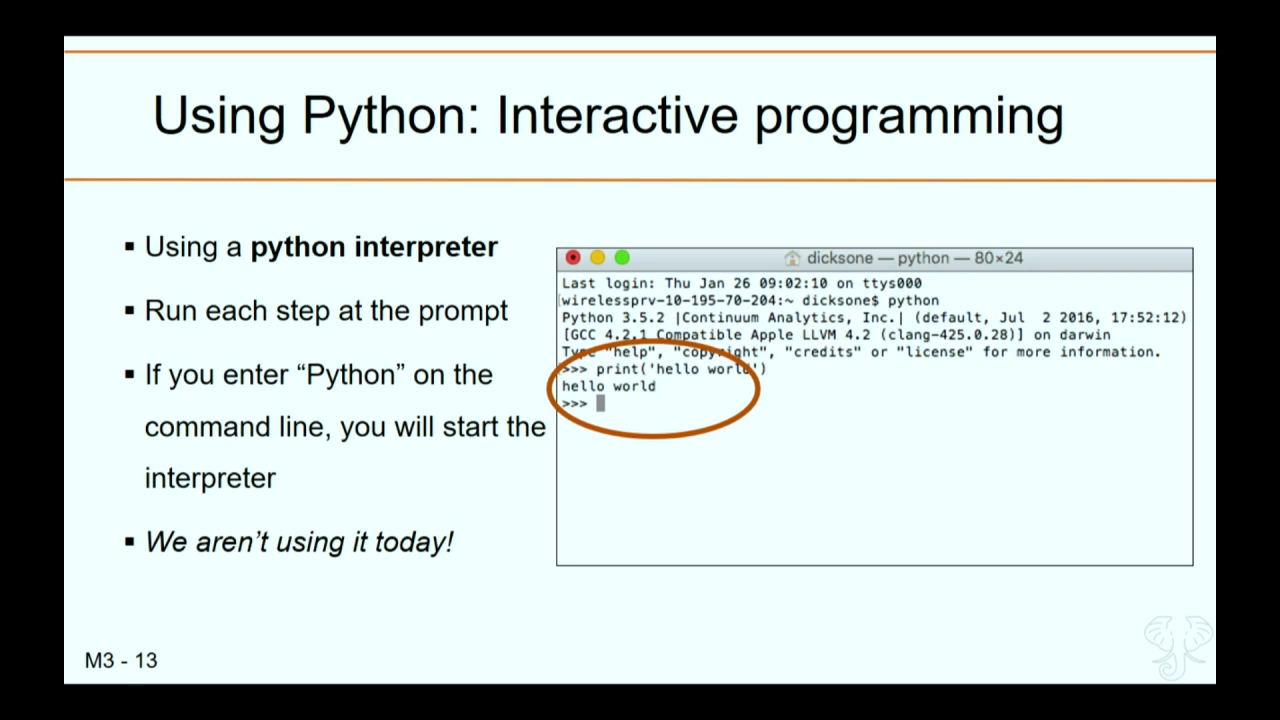 Using Python: Interactive programming
▪ Using a python interpreter
▪ Run each step at the prompt
▪ If you enter “Python” on the
command line, you will start the
interpreter
▪ We aren’t using it today!
dicksone — python — 80×24
Last login: Thu Jan 26 09:02:10 on ttys000
[wirelessprv-10-195-70-204:~ dicksone$ python
Python 3.5.2 |Continuum Analytics, Inc.| (default, Jul  2 2016, 17:52:12)
[GCC 4.2.1 Compatible Apple LLVM 4.2 (clang-425.0.28)] on darwin
Type "help", "copyright", "credits" or "license" for more information.
>>> print('hello world')
hello world
>>>
M3 - 13